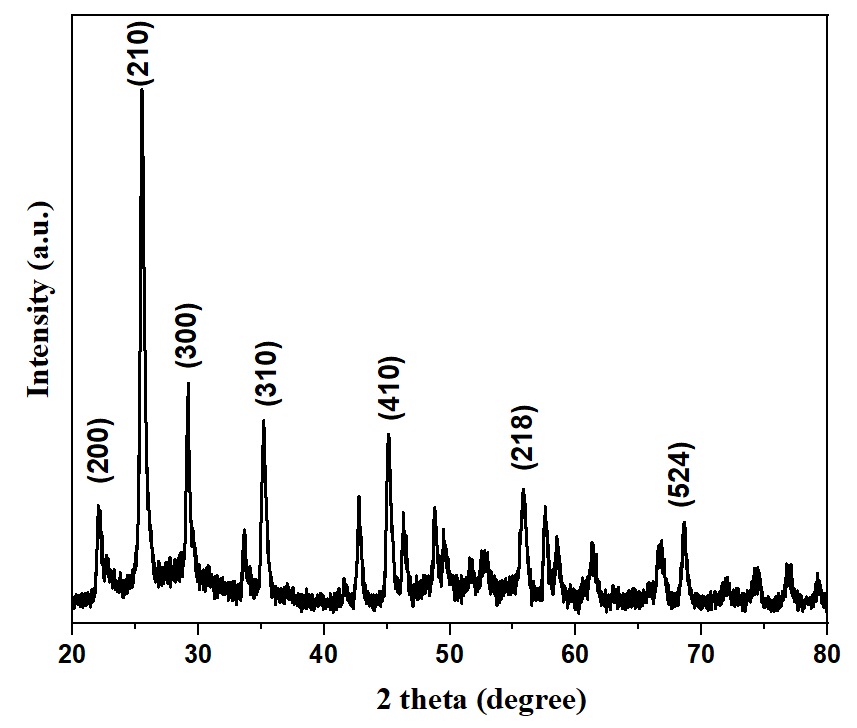 (210)
(300)
(310)
(410)
(200)
(218)
(524)
Intensity (a.u.)
20 30 40 50 60 70 80
2 theta (degree)